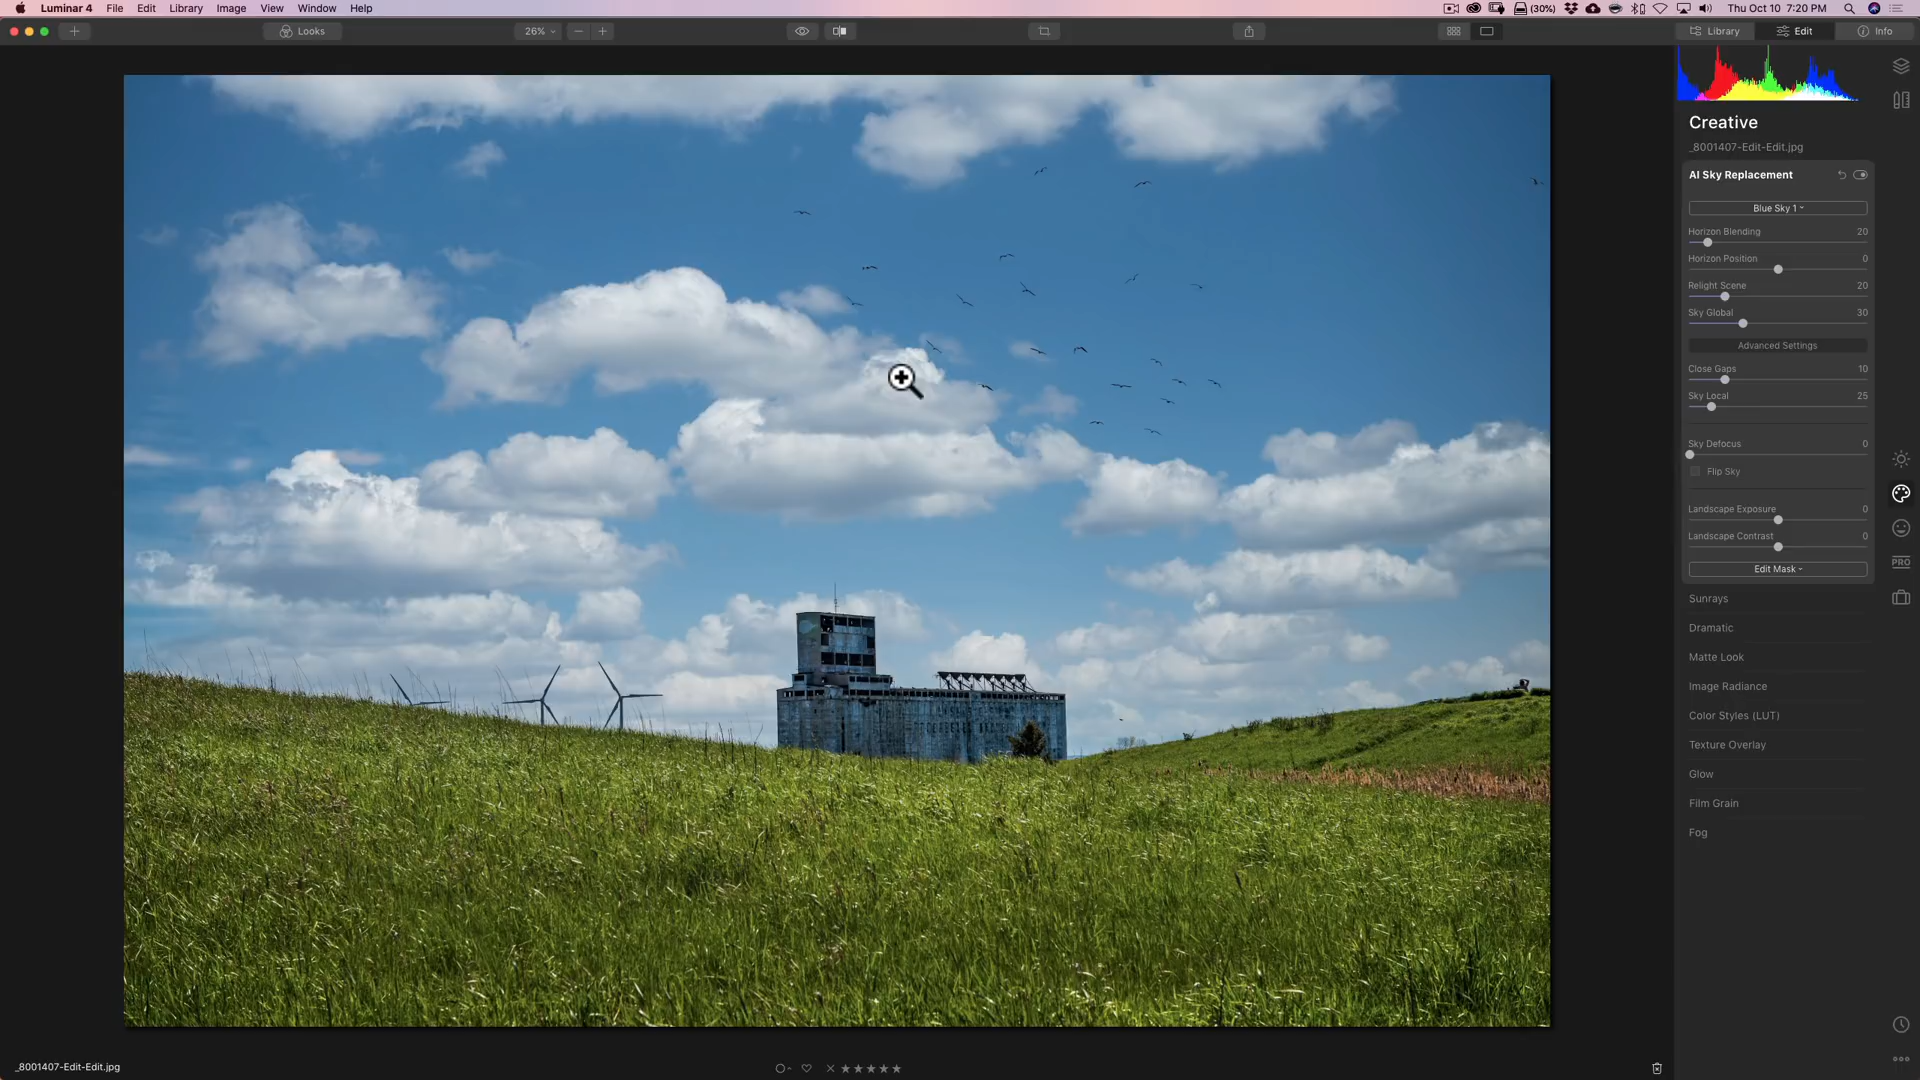 Luminar 4 File Edit Library Image View Window Help (30%) Thu Oct 10 7:20 PM
Looks 26% Library Edit Info
Creative
_8001407-Edit-Edit.jpg
AI Sky Replacement
Blue Sky 1
Horizon Blending 20
Horizon Position 0
Relight Scene 20
Sky Global 30
Advanced Settings
Close Gaps 10
Sky Local 25
Sky Defocus 0
Flip Sky
Landscape Exposure 0
Landscape Contrast 0
PRO
Edit Mask
Sunrays
Dramatic
Matte Look
Image Radiance
Color Styles (LUT)
Texture Overlay
Glow
Film Grain
Fog
_8001407-Edit-Edit.jpg